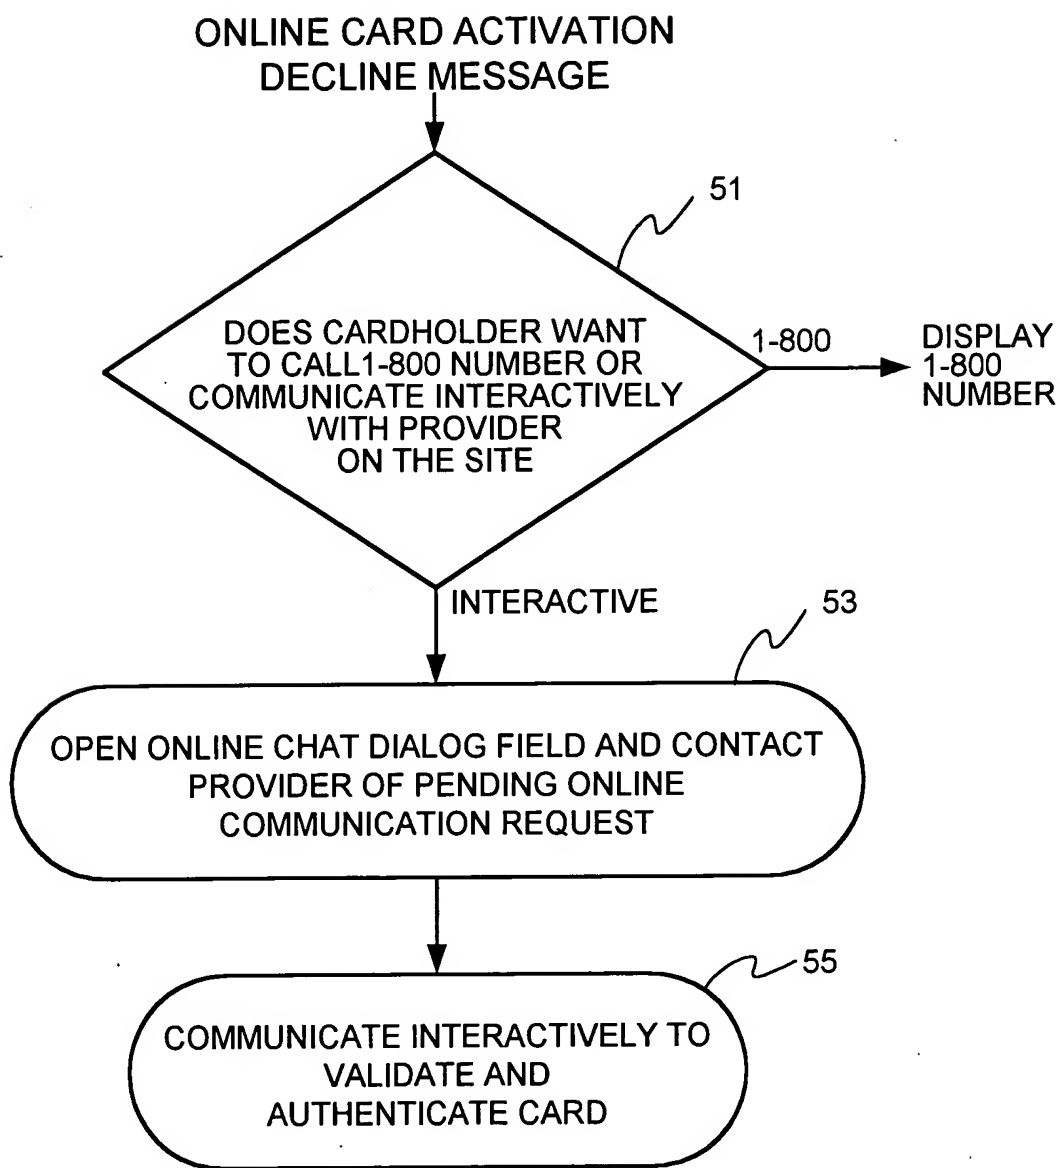 ONLINE CARD ACTIVATION
DECLINE MESSAGE
51
DOES CARDHOLDER WANT
TO CALL1-800 NUMBER OR
COMMUNICATE INTERACTIVELY
WITH PROVIDER
ON THE SITE
1-800
DISPLAY
1-800
NUMBER
INTERACTIVE
53
OPEN ONLINE CHAT DIALOG FIELD AND CONTACT
PROVIDER OF PENDING ONLINE
COMMUNICATION REQUEST
55
COMMUNICATE INTERACTIVELY TO
VALIDATE AND
AUTHENTICATE CARD